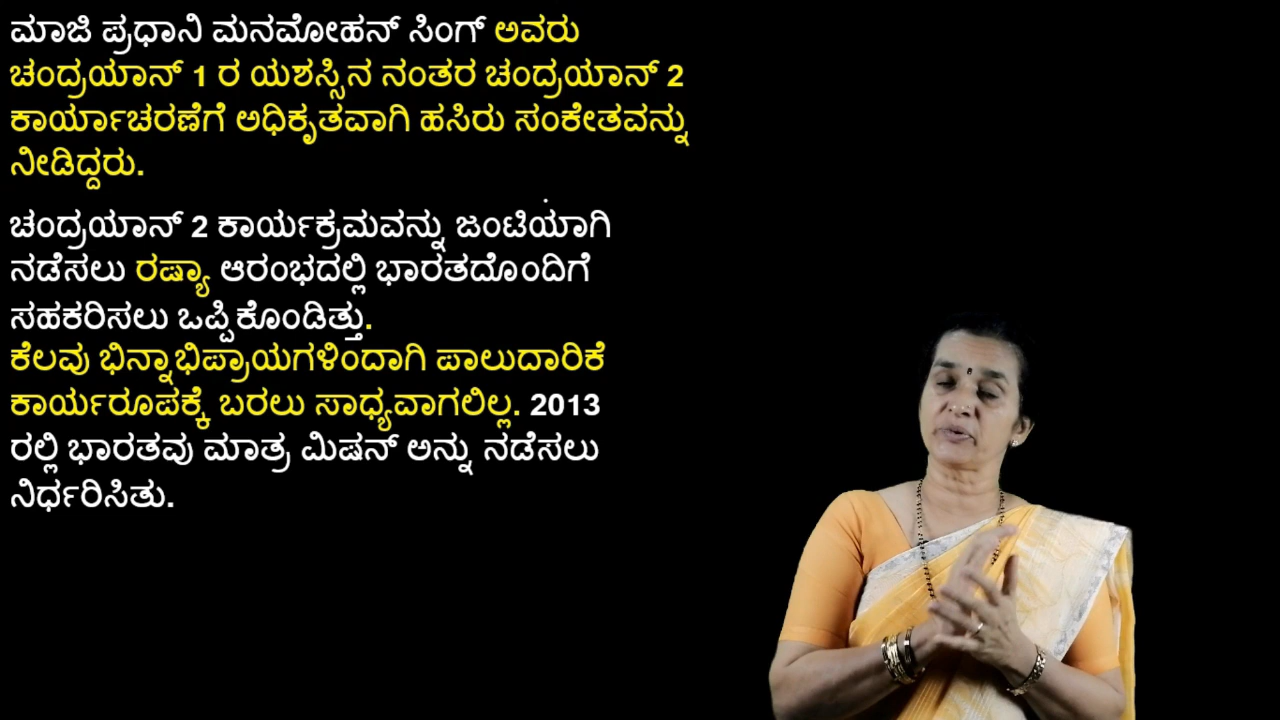 ಮಾಜಿ ಪ್ರಧಾನಿ ಮನಮೋಹನ್ ಸಿಂಗ್ ಅವರು
ಚಂದ್ರಯಾನ್ 1 ರ ಯಶಸ್ಸಿನ ನಂತರ ಚಂದ್ರಯಾನ್ 2
ಕಾರ್ಯಾಚರಣೆಗೆ ಅಧಿಕೃತವಾಗಿ ಹಸಿರು ಸಂಕೇತವನ್ನು
ನೀಡಿದ್ದರು.
ಚಂದ್ರಯಾನ್ 2 ಕಾರ್ಯಕ್ರಮವನ್ನು ಜಂಟಿಯಾಗಿ
ನಡೆಸಲು ರಷ್ಯಾ ಆರಂಭದಲ್ಲಿ ಭಾರತದೊಂದಿಗೆ
ಸಹಕರಿಸಲು ಒಪ್ಪಿಕೊಂಡಿತ್ತು.
ಕೆಲವು ಭಿನ್ನಾಭಿಪ್ರಾಯಗಳಿಂದಾಗಿ ಪಾಲುದಾರಿಕೆ
ಕಾರ್ಯರೂಪಕ್ಕೆ ಬರಲು ಸಾಧ್ಯವಾಗಲಿಲ್ಲ. 2013
ರಲ್ಲಿ ಭಾರತವು ಮಾತ್ರ ಮಿಷನ್ ಅನ್ನು ನಡೆಸಲು
ನಿರ್ಧರಿಸಿತು.